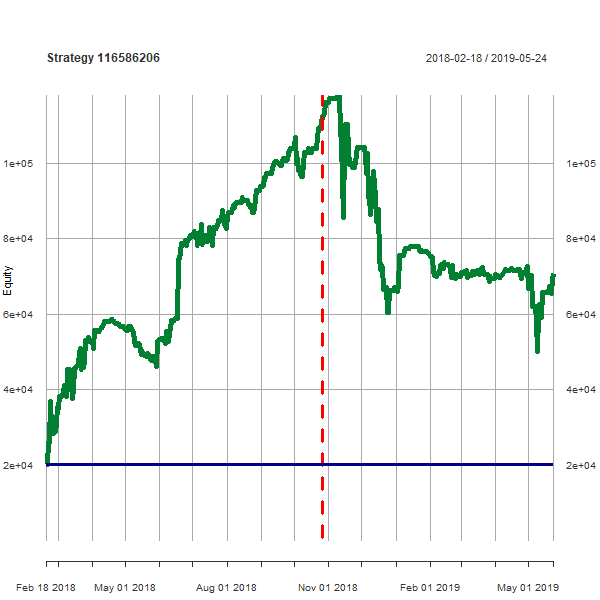 Strategy 116586206
2018-02-18 / 2019-05-24
1e+05
1e+05
8e+04
8e+04
Equity
6e+04
6e+04
4e+04
4e+04
2e+04
2e+04
Feb 18 2018
May 01 2018
Aug 01 2018
Nov 01 2018
Feb 01 2019
May 01 2019